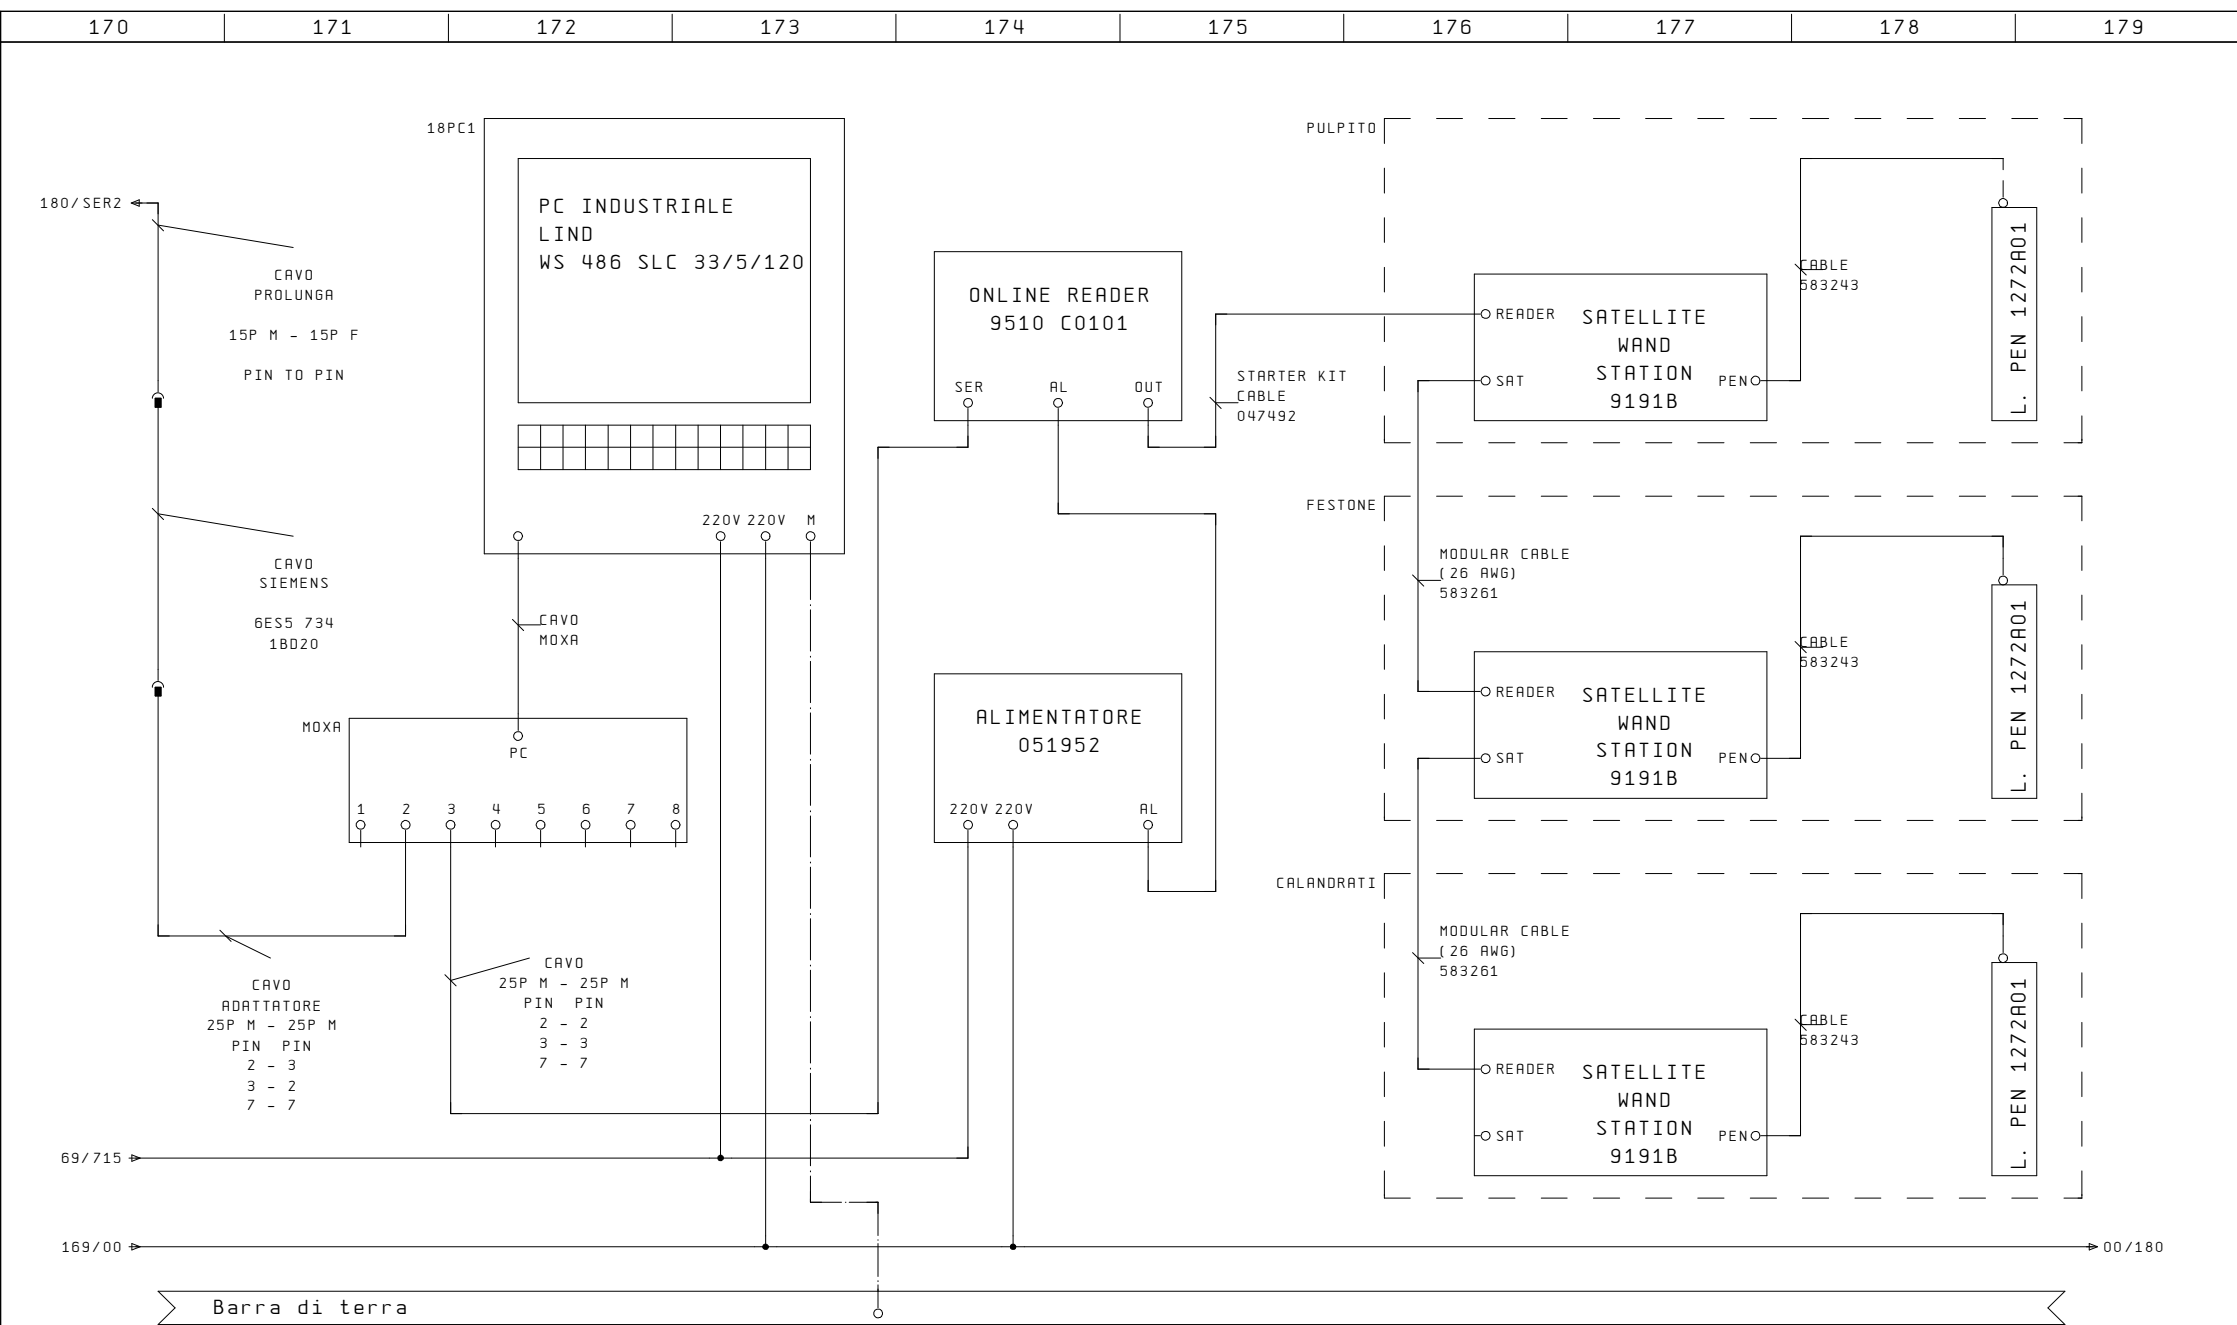 170 171 172 173 174 175 176 177 178 179
18PC1
PULPITO
180/SER2
PC INDUSTRIALE
LIND
WS 486 SLC 33/5/120
CAVO
PROLUNGA
15P M - 15P F
PIN TO PIN
ONLINE READER
9510 C0101
SER AL OUT
STARTER KIT
CABLE
047492
READER
SATELLITE
WAND
STATION
9191B
SAT
PEN
CABLE
583243
L. PEN 1272A01
220V 220V M
CAVO
SIEMENS
6ES5 734
1BD20
CAVO
MOXA
FESTONE
MODULAR CABLE
(26 AWG)
583261
READER
SATELLITE
WAND
STATION
9191B
SAT
PEN
CABLE
583243
L. PEN 1272A01
MOXA
PC
1 2 3 4 5 6 7 8
ALIMENTATORE
051952
220V 220V AL
CALANDRATI
MODULAR CABLE
(26 AWG)
583261
READER
SATELLITE
WAND
STATION
9191B
SAT
PEN
CABLE
583243
L. PEN 1272A01
CAVO
ADATTATORE
25P M - 25P M
PIN PIN
2 - 3
3 - 2
7 - 7
CAVO
25P M - 25P M
PIN PIN
2 - 2
3 - 3
7 - 7
69/715
169/00
00/180
Barra di terra